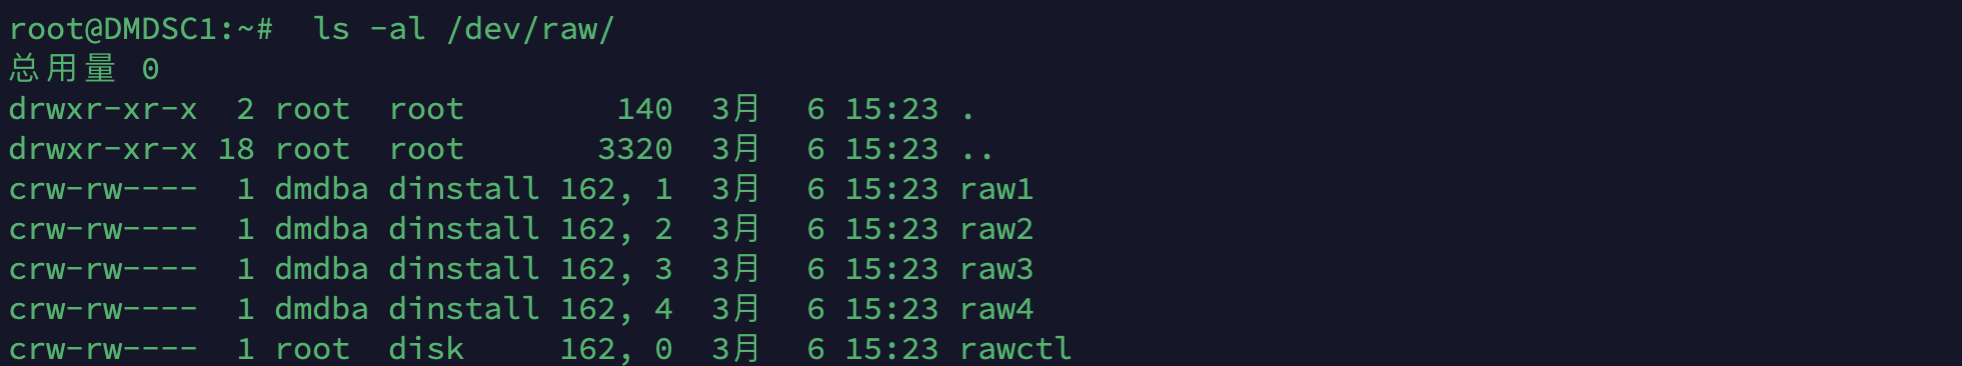 root@DMDSC1:~#  ls -al /dev/raw/
总用量 0
drwxr-xr-x  2 root  root        140  3月   6 15:23 .
drwxr-xr-x 18 root  root       3320  3月   6 15:23 ..
crw-rw----  1 dmdba dinstall 162, 1  3月   6 15:23 raw1
crw-rw----  1 dmdba dinstall 162, 2  3月   6 15:23 raw2
crw-rw----  1 dmdba dinstall 162, 3  3月   6 15:23 raw3
crw-rw----  1 dmdba dinstall 162, 4  3月   6 15:23 raw4
crw-rw----  1 root  disk     162, 0  3月   6 15:23 rawctl